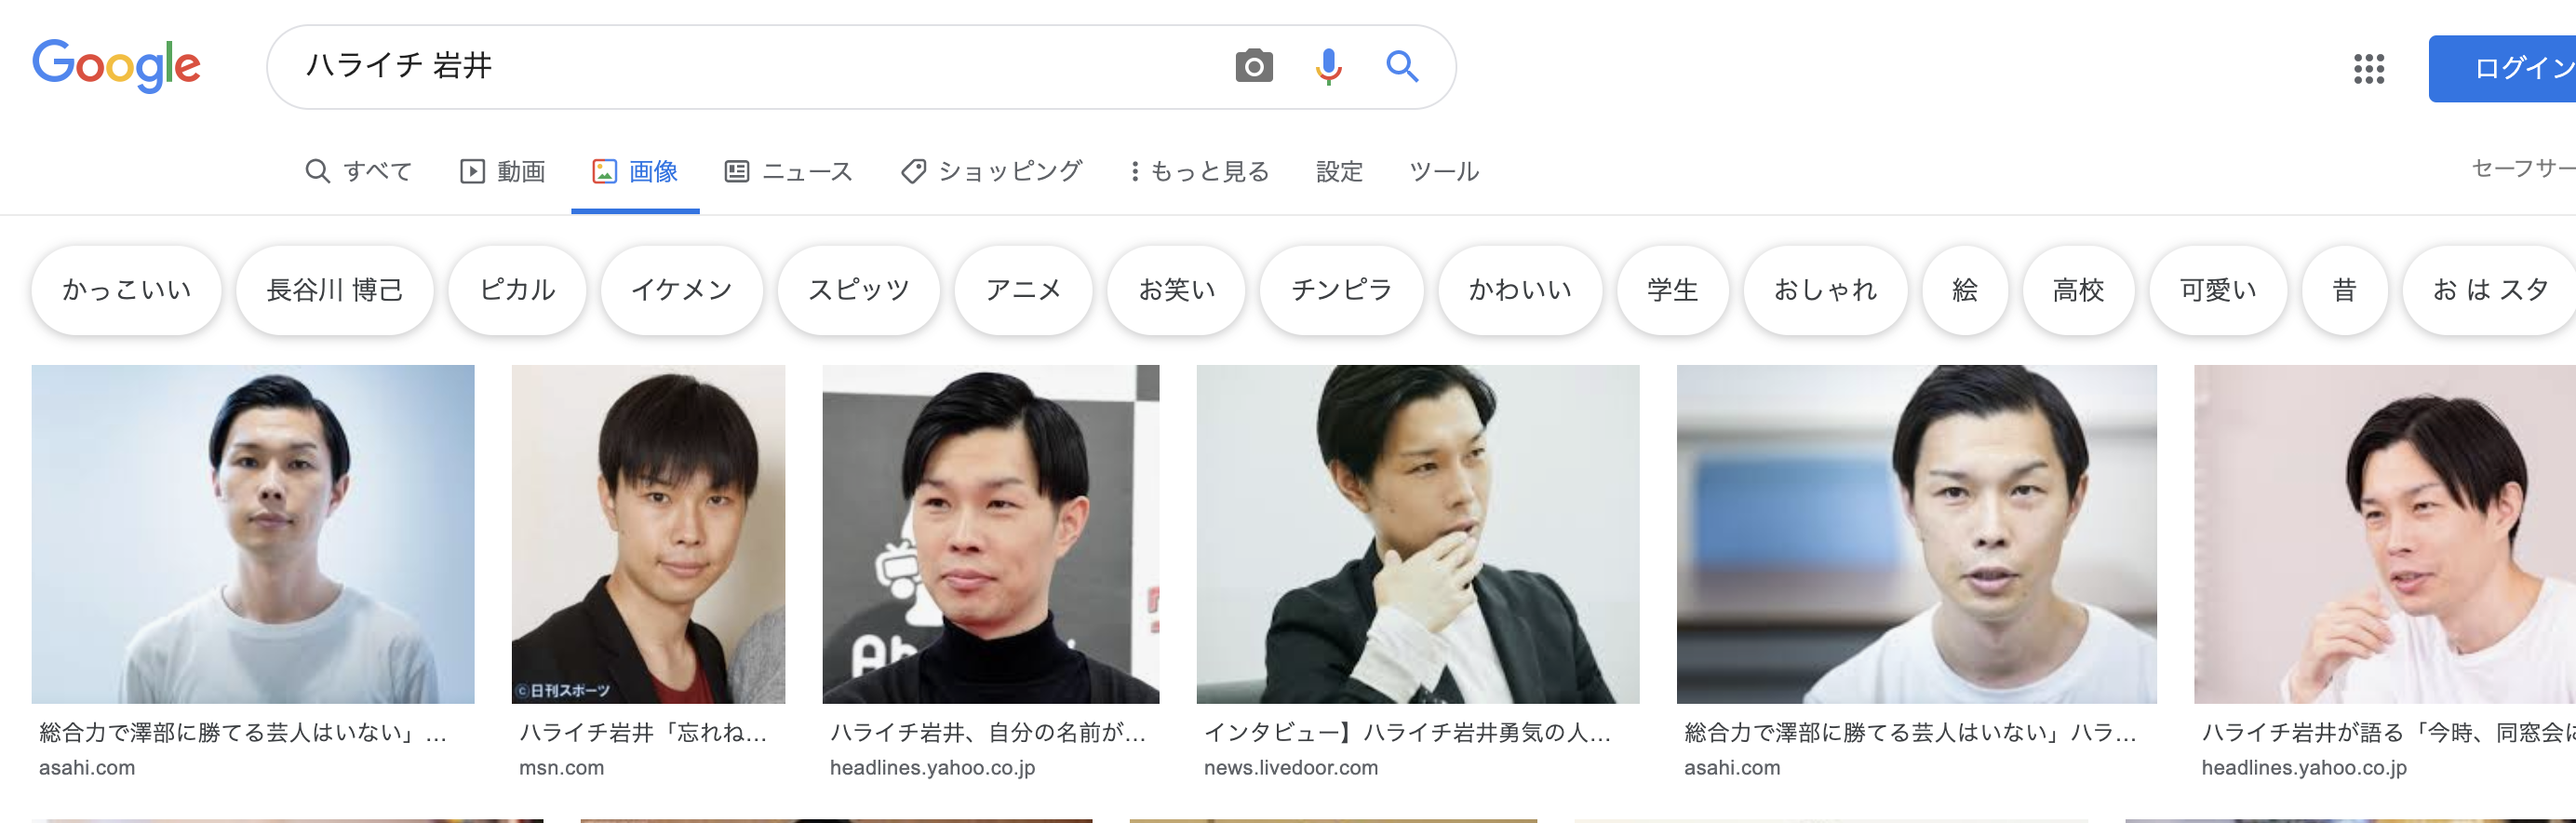 Google
ハライチ 岩井
ログイン
すべて
動画
画像
ニュース
ショッピング
もっと見る
設定
ツール
セーフサー
かっこいい
長谷川 博己
ピカル
イケメン
スピッツ
アニメ
お笑い
チンピラ
かわいい
学生
おしゃれ
絵
高校
可愛い
昔
お は スタ
©日刊スポーツ
総合力で澤部に勝てる芸人はいない」...
asahi.com
ハライチ岩井「忘れね...
msn.com
ハライチ岩井、自分の名前が...
headlines.yahoo.co.jp
インタビュー】ハライチ岩井勇気の人...
news.livedoor.com
総合力で澤部に勝てる芸人はいない」ハラ...
asahi.com
ハライチ岩井が語る「今時、同窓会に
headlines.yahoo.co.jp